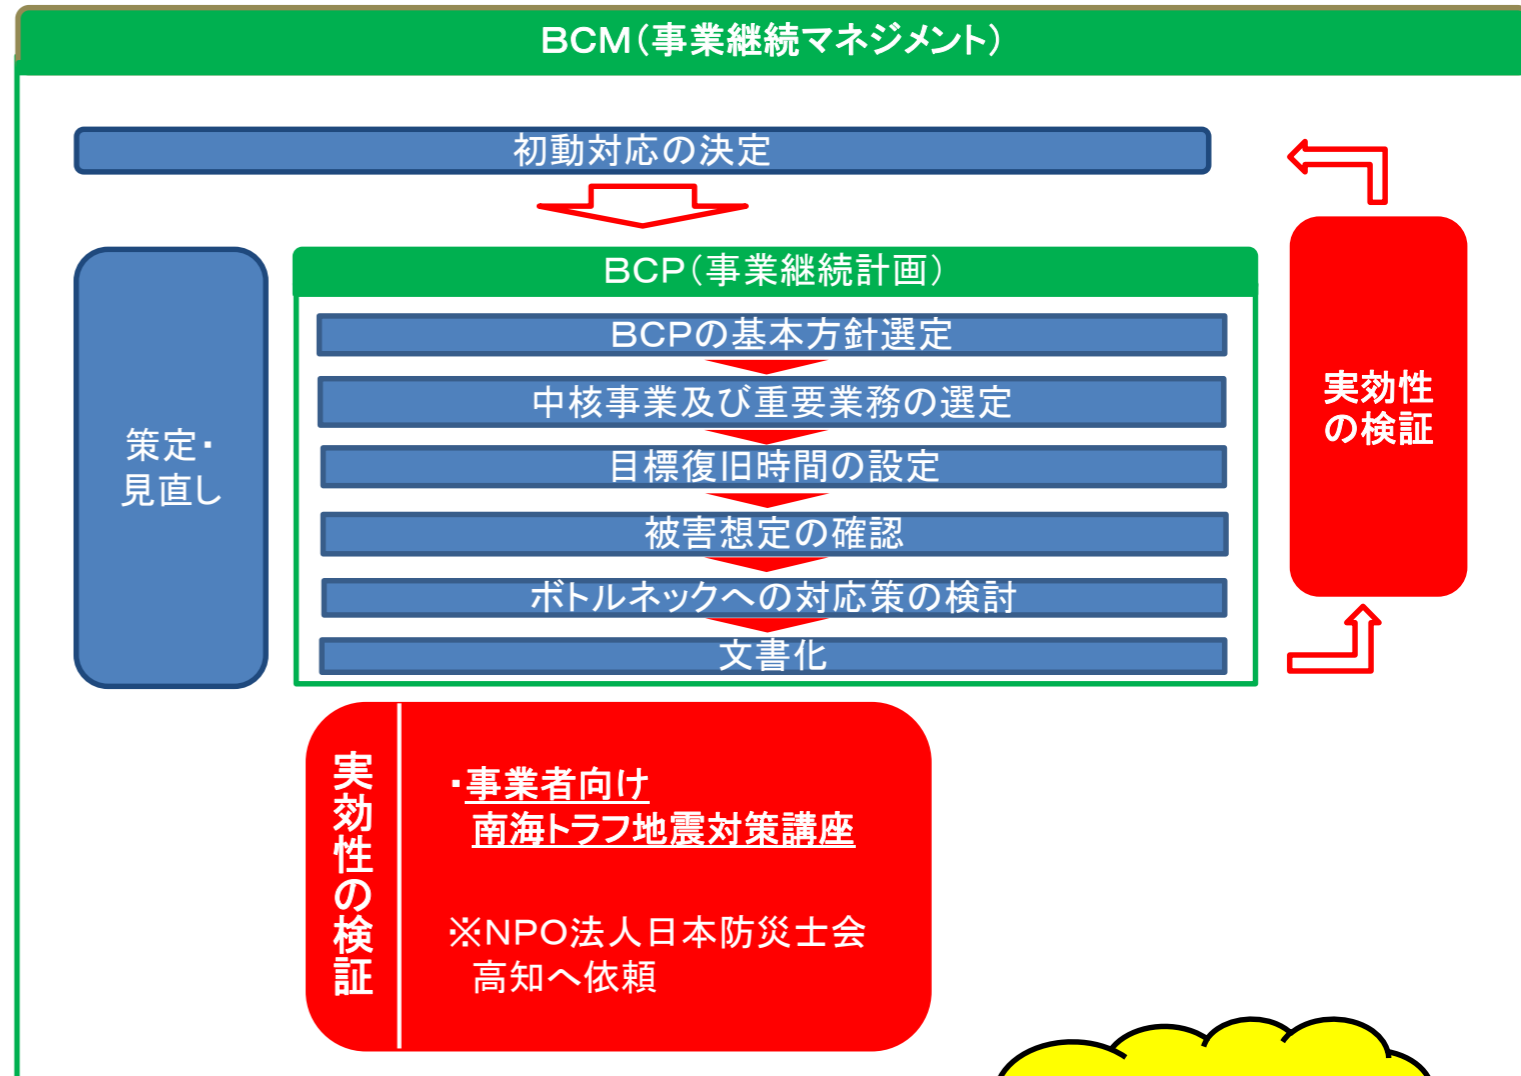 BCM（事業継続マネジメント）
初動対応の決定
BCP（事業継続計画）
BCPの基本方針選定
中核事業及び重要業務の選定
目標復旧時間の設定
被害想定の確認
ボトルネックへの対応策の検討
文書化
策定・
見直し
実効性
の検証
実効性の検証
・事業者向け
南海トラフ地震対策講座
※NPO法人日本防災士会
高知へ依頼